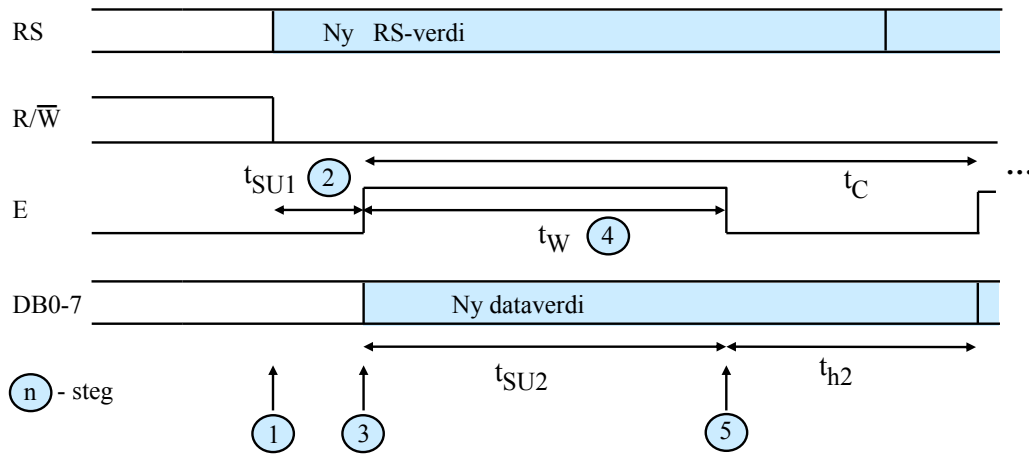 RS
Ny RS-verdi
R/W̅
tSU1 2
tC
...
E
tW 4
DB0-7
Ny dataverdi
tSU2
th2
n - steg
1
3
5